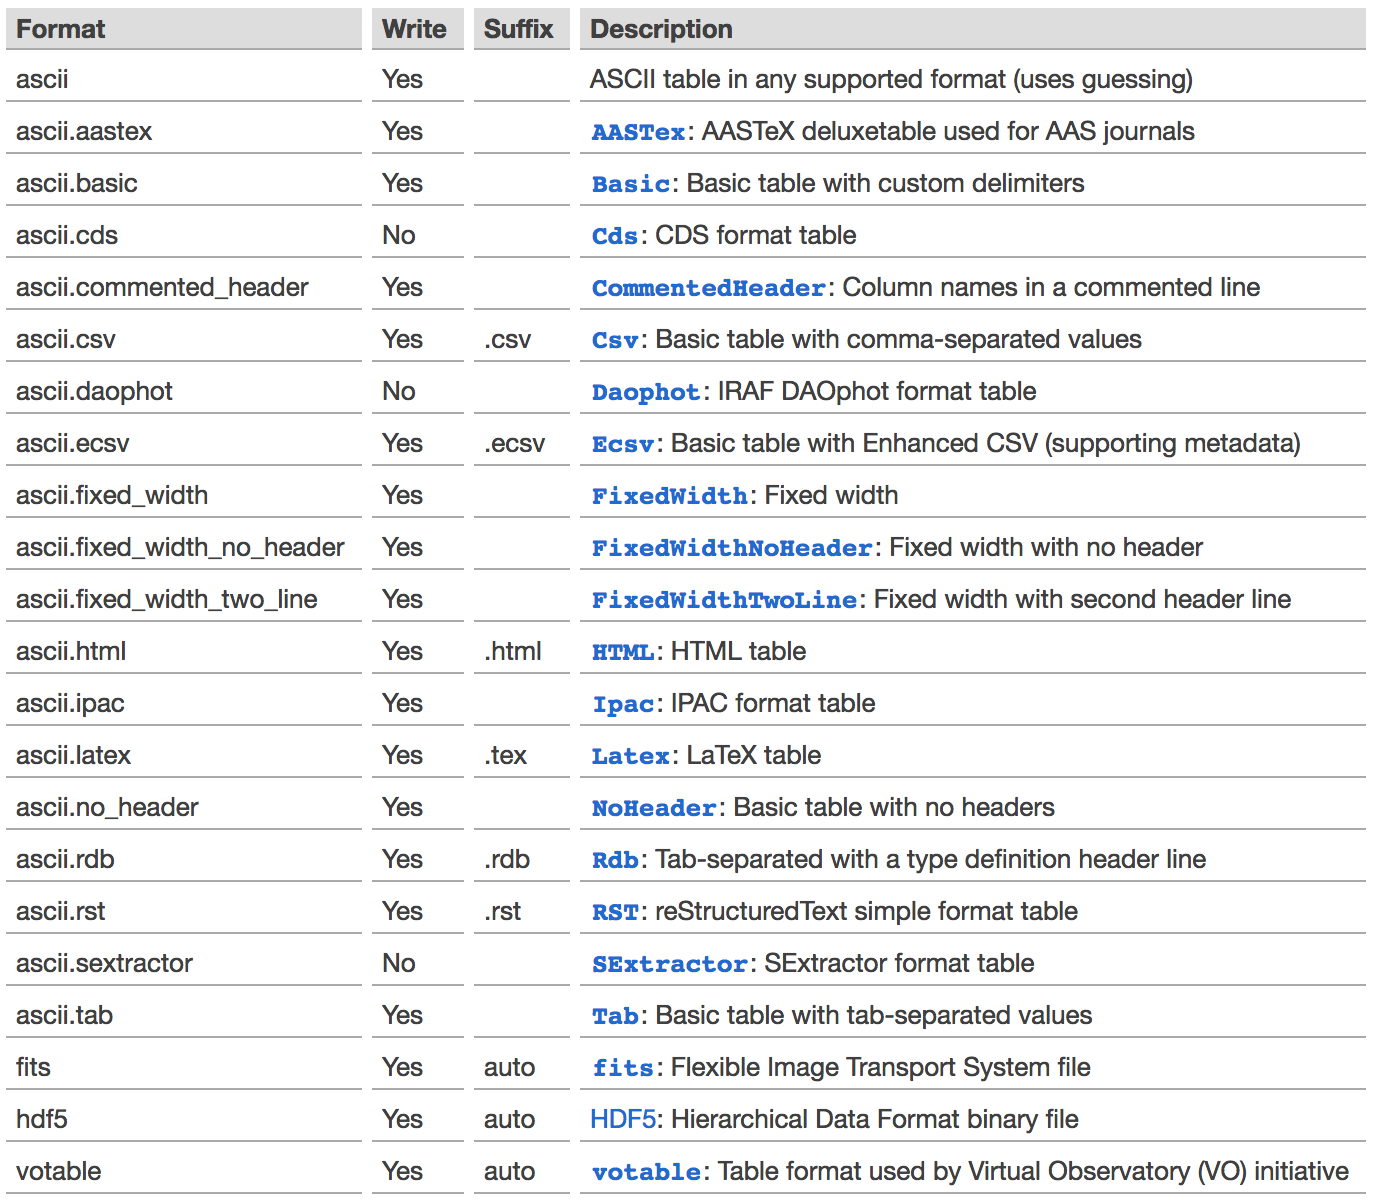 Format Write Suffix Description
ascii Yes ASCII table in any supported format (uses guessing)
ascii.aastex Yes AASTex: AASTeX deluxetable used for AAS journals
ascii.basic Yes Basic: Basic table with custom delimiters
ascii.cds No Cds: CDS format table
ascii.commented_header Yes CommentedHeader: Column names in a commented line
ascii.csv Yes .csv Csv: Basic table with comma-separated values
ascii.daophot No Daophot: IRAF DAOphot format table
ascii.ecsv Yes .ecsv Ecsv: Basic table with Enhanced CSV (supporting metadata)
ascii.fixed_width Yes FixedWidth: Fixed width
ascii.fixed_width_no_header Yes FixedWidthNoHeader: Fixed width with no header
ascii.fixed_width_two_line Yes FixedWidthTwoLine: Fixed width with second header line
ascii.html Yes .html HTML: HTML table
ascii.ipac Yes Ipac: IPAC format table
ascii.latex Yes .tex Latex: LaTeX table
ascii.no_header Yes NoHeader: Basic table with no headers
ascii.rdb Yes .rdb Rdb: Tab-separated with a type definition header line
ascii.rst Yes .rst RST: reStructuredText simple format table
ascii.sextractor No SExtractor: SExtractor format table
ascii.tab Yes Tab: Basic table with tab-separated values
fits Yes auto fits: Flexible Image Transport System file
hdf5 Yes auto HDF5: Hierarchical Data Format binary file
votable Yes auto votable: Table format used by Virtual Observatory (VO) initiative